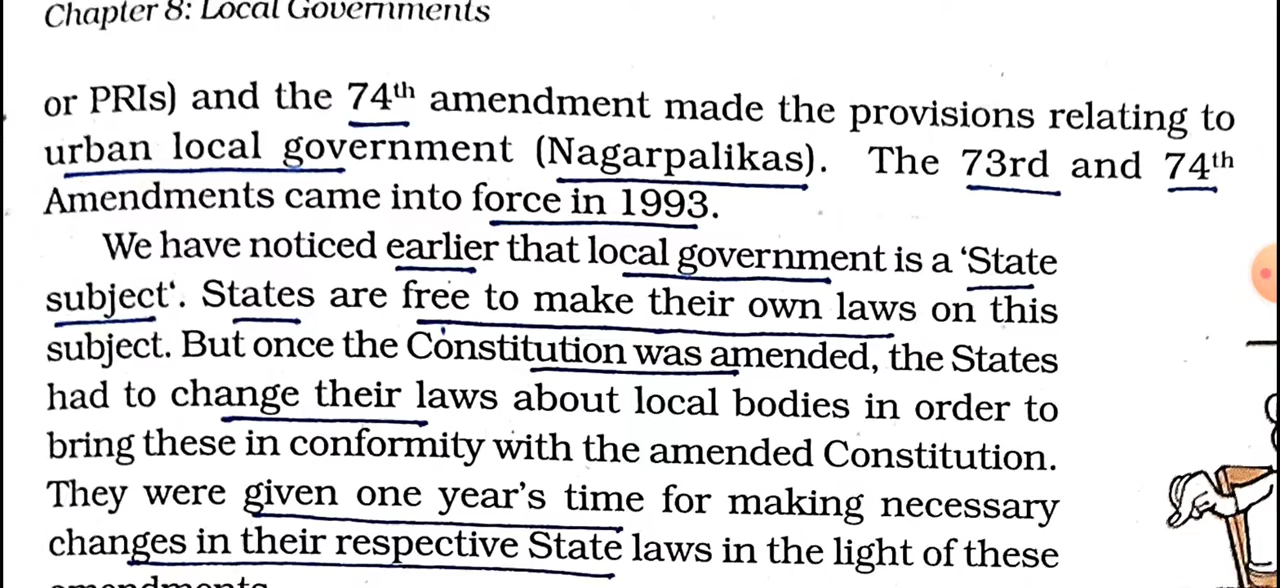 Chapter 8: Local Governments
or PRIs) and the 74th amendment made the provisions relating to
urban local government (Nagarpalikas). The 73rd and 74th
Amendments came into force in 1993.
We have noticed earlier that local government is a ‘State
subject‘. States are free to make their own laws on this
subject. But once the Constitution was amended, the States
had to change their laws about local bodies in order to
bring these in conformity with the amended Constitution.
They were given one year’s time for making necessary
changes in their respective State laws in the light of these